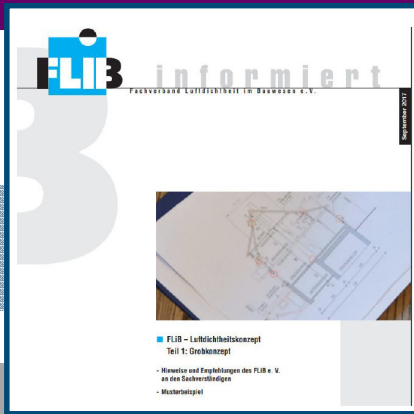 FLiB informiert
Fachverband Luftdichtheit im Bauwesen e.V.
September 2017
FLiB – Luftdichtheitskonzept
Teil 1: Grobkonzept
- Hinweise und Empfehlungen des FLiB e. V.
an den Sachverständigen
- Musterbeispiel